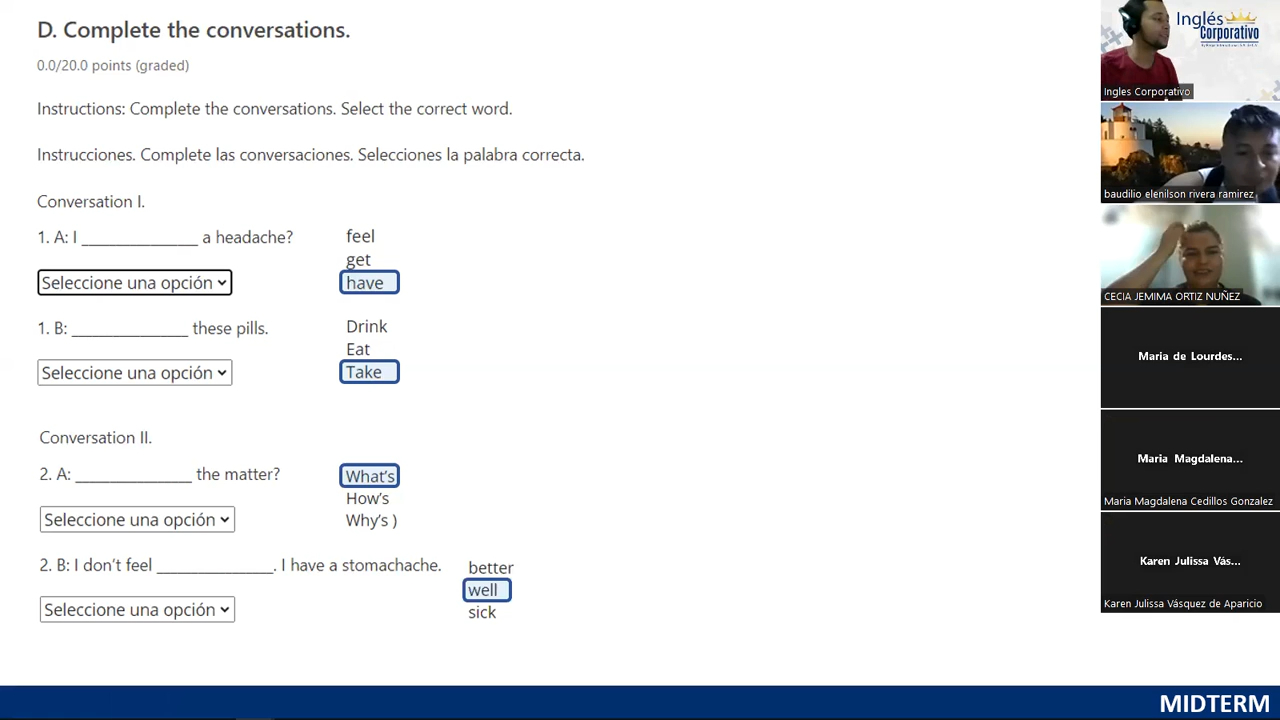 D. Complete the conversations.
0.0/20.0 points (graded)
Instructions: Complete the conversations. Select the correct word.
Instrucciones. Complete las conversaciones. Selecciones la palabra correcta.
Conversation I.
1. A: I ______________ a headache?
feel
get
Seleccione una opción
have
1. B: ______________ these pills.
Drink
Eat
Seleccione una opción
Take
Conversation II.
2. A: ______________ the matter?
What's
How's
Seleccione una opción
Why's )
2. B: I don't feel ______________. I have a stomachache.
better
well
Seleccione una opción
sick
MIDTERM
Inglés
Corporativo
Ingles Corporativo
baudilio elenilson rivera ramirez
CECIA JEMIMA ORTIZ NUÑEZ
Maria de Lourdes...
Maria Magdalena...
Maria Magdalena Cedillos Gonzalez
Karen Julissa Vás...
Karen Julissa Vásquez de Aparicio